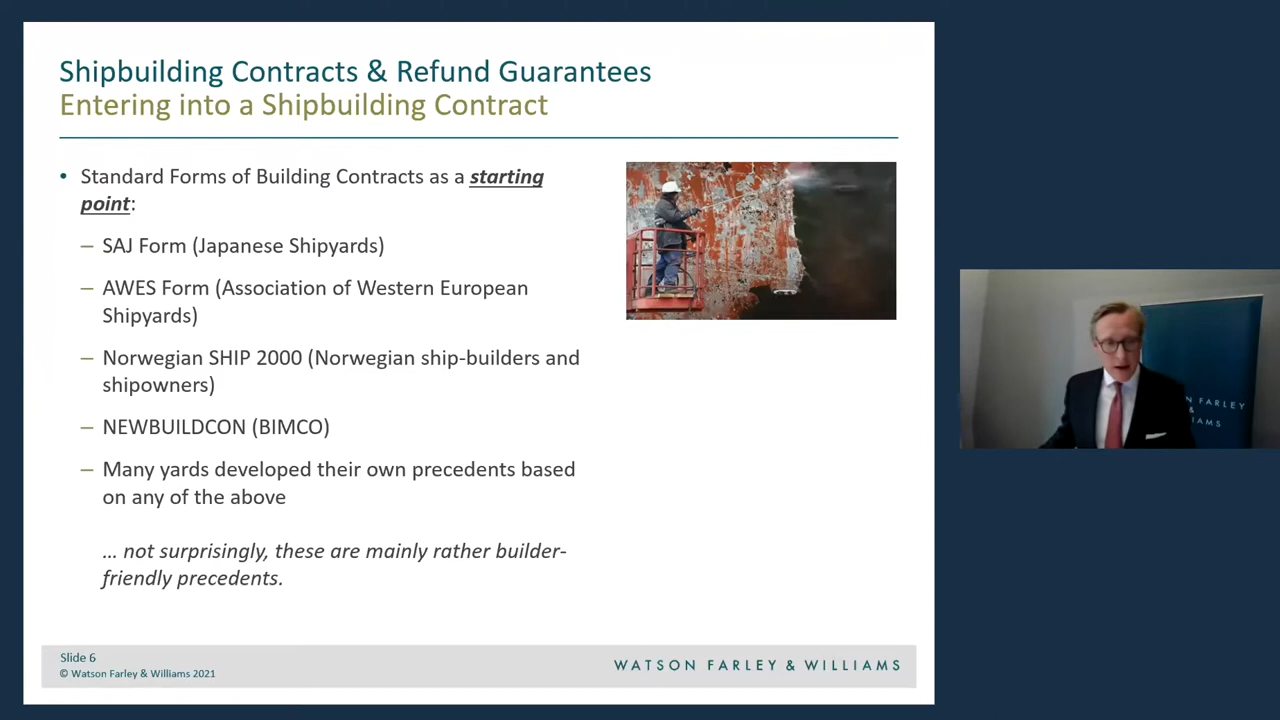 Shipbuilding Contracts & Refund Guarantees
Entering into a Shipbuilding Contract
• Standard Forms of Building Contracts as a starting
point:
– SAJ Form (Japanese Shipyards)
– AWES Form (Association of Western European
Shipyards)
– Norwegian SHIP 2000 (Norwegian ship-builders and
shipowners)
– NEWBUILDCON (BIMCO)
– Many yards developed their own precedents based
on any of the above
… not surprisingly, these are mainly rather builder-
friendly precedents.
Slide 6
© Watson Farley & Williams 2021
WATSON FARLEY & WILLIAMS
N FARLEY
&
IAMS